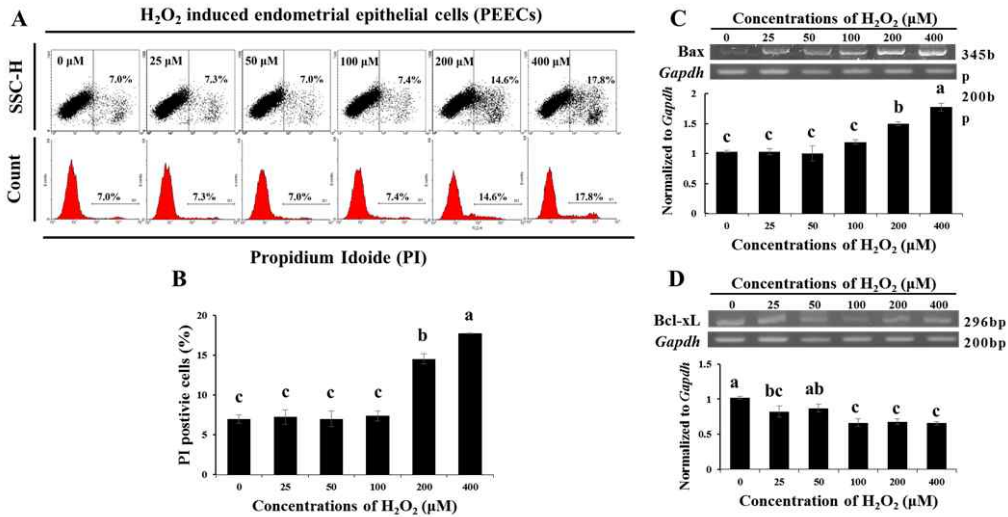 A
H₂O₂ induced endometrial epithelial cells (PEECs)
SSC-H
0 μM 25 μM 50 μM 100 μM 200 μM 400 μM
7.0% 7.3% 7.0% 7.4% 14.6% 17.8%
Count
7.0% 7.3% 7.0% 7.4% 14.6% 17.8%
Propidium Idoide (PI)
B
PI postivie cells (%)
20
15
10
5
0
c c c c b a
0 25 50 100 200 400
Concentrations of H₂O₂ (μM)
C
Concentrations of H₂O₂ (μM)
0 25 50 100 200 400
Bax 345b
p
Gapdh
200b
p
Normalized to Gapdh
2
1.5
1
0.5
0
c c c c b a
0 25 50 100 200 400
Concentrations of H₂O₂ (μM)
D
Concentrations of H₂O₂ (μM)
0 25 50 100 200 400
Bcl-xL 296bp
Gapdh 200bp
Normalized to Gapdh
1.5
1
0.5
0
a bc ab c c c
0 25 50 100 200 400
Concentration of H₂O₂ (μM)